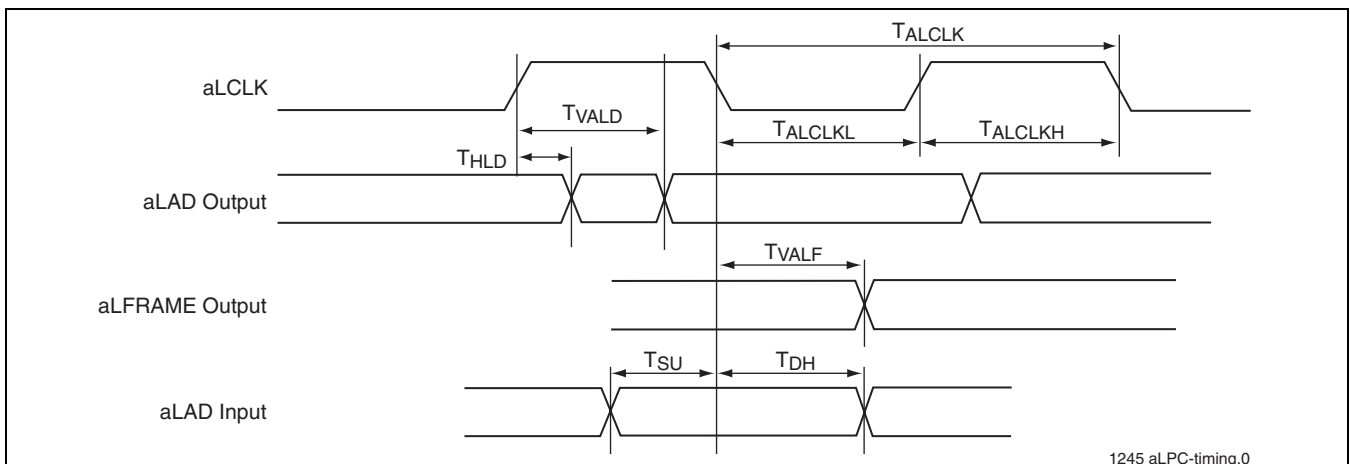 TALCLK
aLCLK
TVALD
TALCLKL
TALCLKH
THLD
aLAD Output
TVALF
aLFRAME Output
TSU
TDH
aLAD Input
1245 aLPC-timing.0